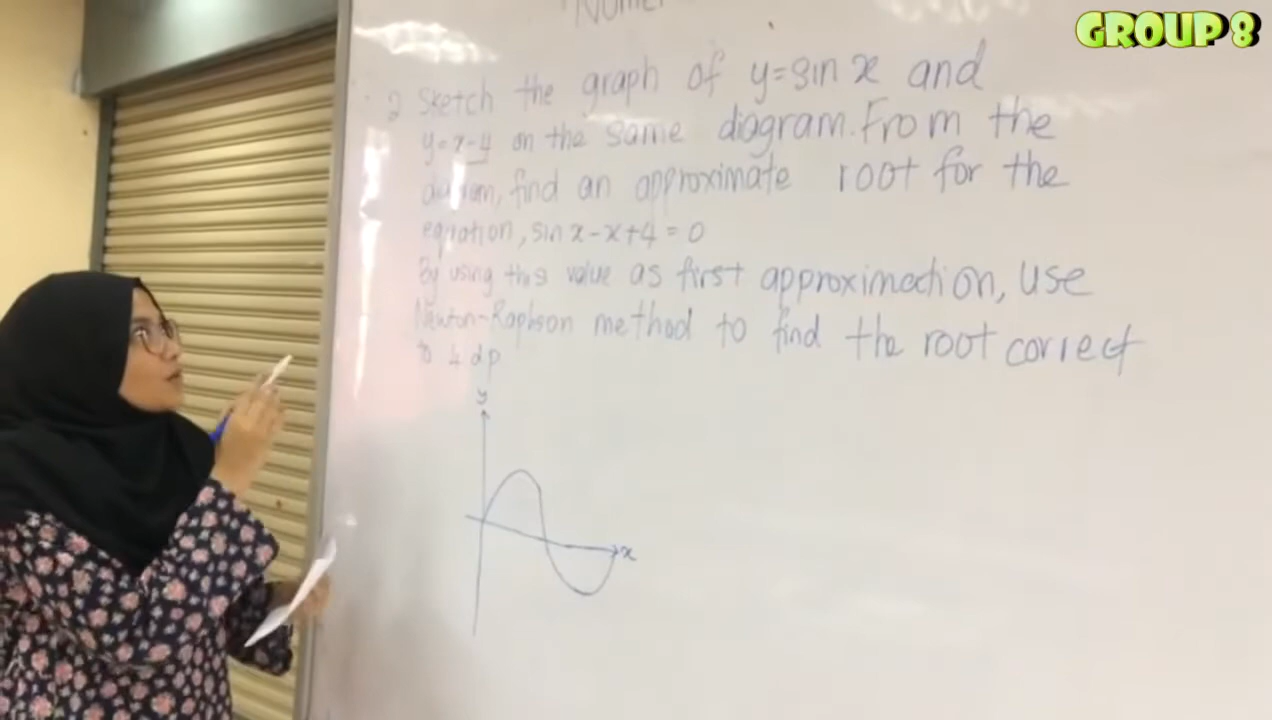 GROUP 8
Numer
2 Sketch the graph of y=sin x and
y=x-4 on the same diagram. From the
diagram, find an approximate root for the
equation, sin x - x + 4 = 0
By using this value as first approximation, use
Newton-Raphson method to find the root correct
to 4 dp
y
x